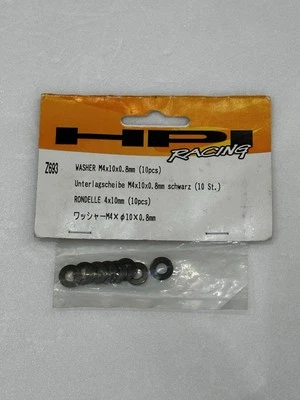 HPI
RACING
Z693
WASHER M4x10x0.8mm (10pcs)
Unterlagscheibe M4x10x0.8mm schwarz (10 St.)
RONDELLE 4x10mm (10pcs)
ワッシャーM4×φ10×0.8mm